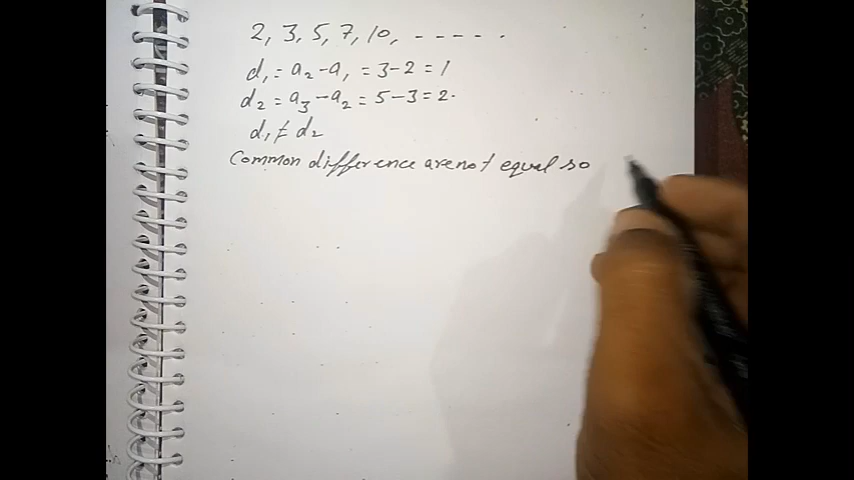 2, 3, 5, 7, 10, - - - - - .
d₁ = a₂ - a₁ = 3 - 2 = 1
d₂ = a₃ - a₂ = 5 - 3 = 2.
d₁ ≠ d₂
Common difference are not equal so